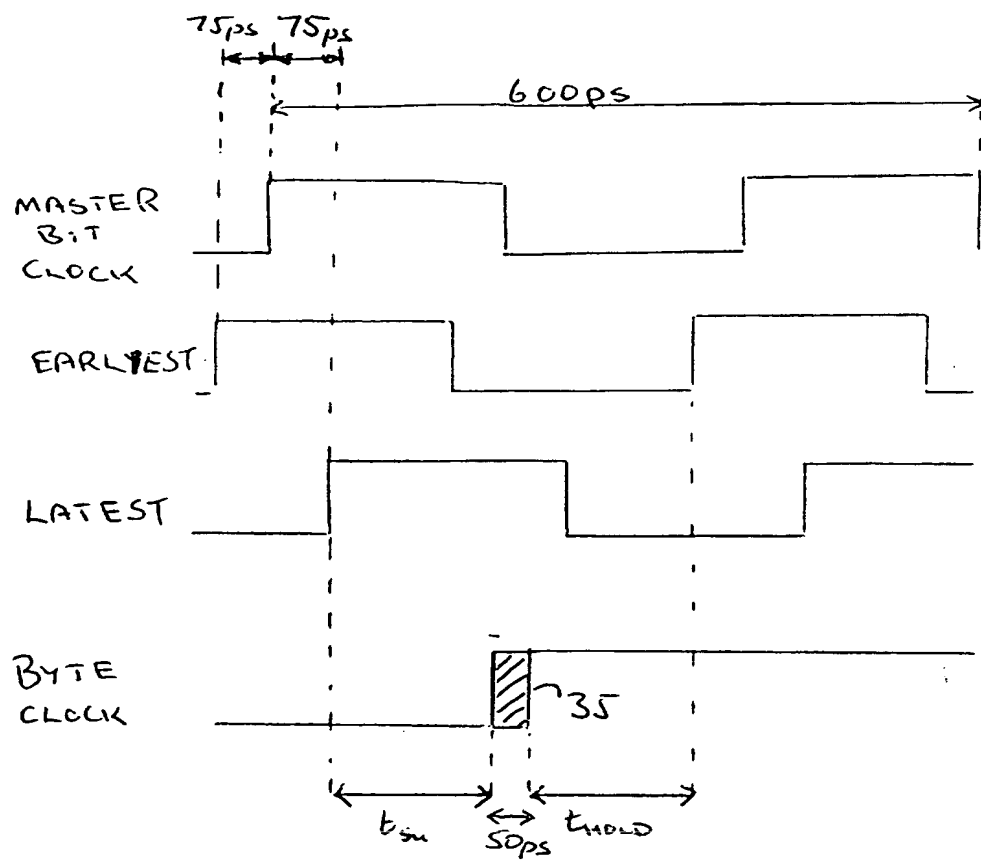 75ps 75ps
600ps
MASTER
BiT
CLOCK
EARLYEST
LATEST
BYTE
CLOCK
35
tsu
50ps
tHOLD